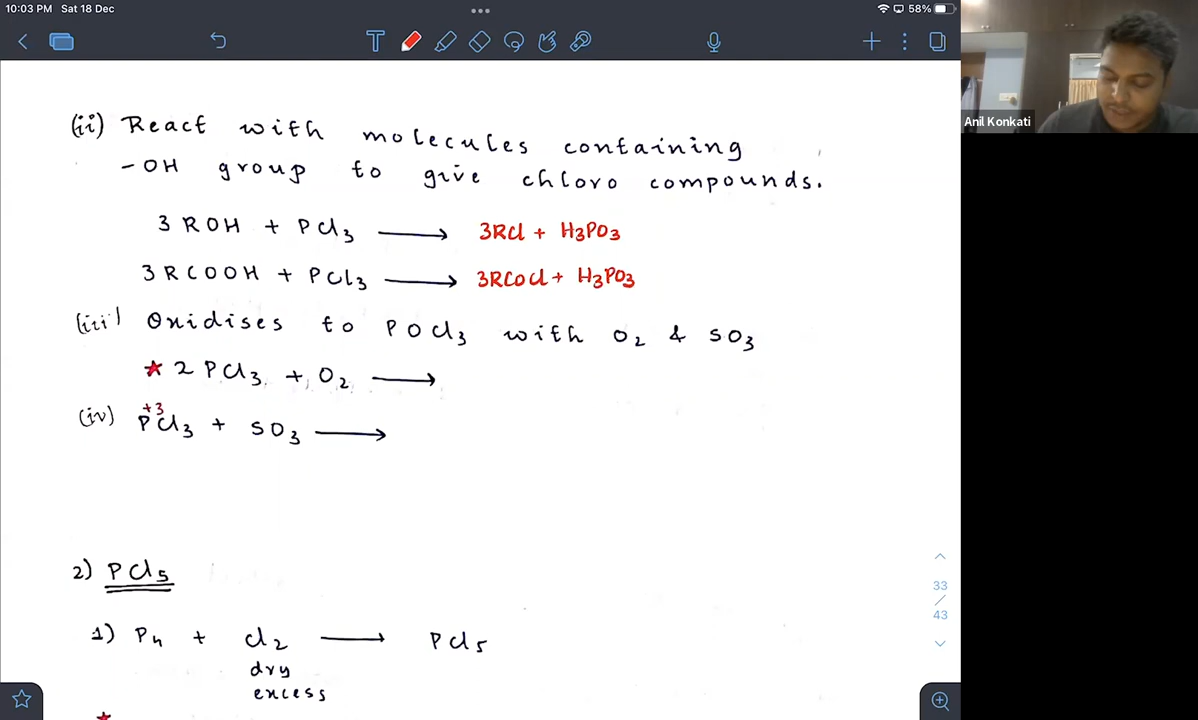 10:03 PM Sat 18 Dec
58%
T
Anil Konkati
(ii) React with molecules containing
-OH group to give chloro compounds.
3 ROH + PCl3 ⟶ 3RCl + H3PO3
3 RCOOH + PCl3 ⟶ 3RCOCl + H3PO3
(iii) Oxidises to POCl3 with O2 & SO3
★ 2 PCl3 + O2 ⟶
+3
(iv) PCl3 + SO3 ⟶
2) PCl5
33
/
43
1) P4 + Cl2 ⟶ PCl5
dry
excess